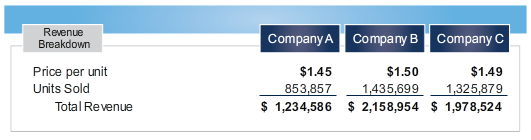 Revenue
Breakdown
Company A Company B Company C
Price per unit $1.45 $1.50 $1.49
Units Sold 853,857 1,435,699 1,325,879
Total Revenue $ 1,234,586 $ 2,158,954 $ 1,978,524